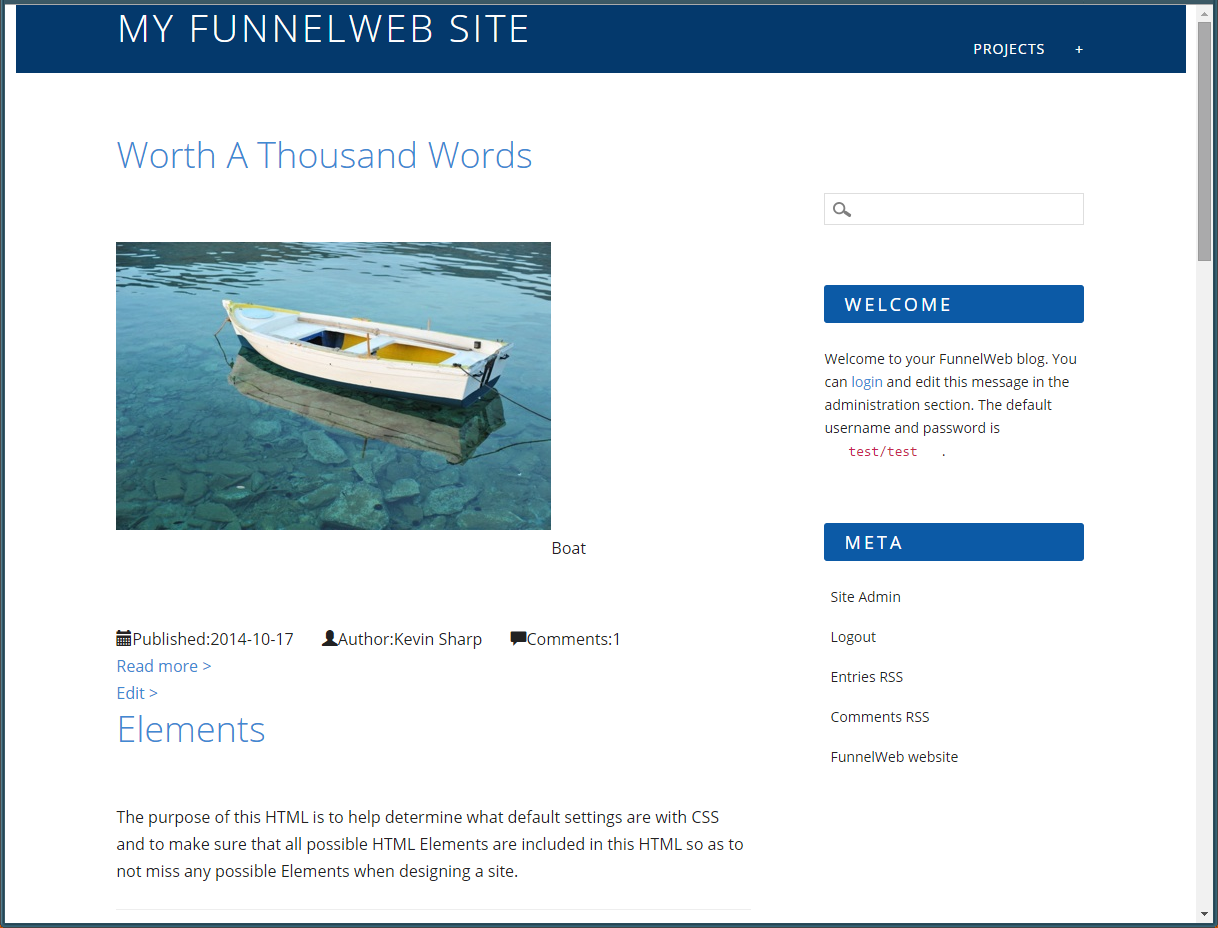 MY FUNNELWEB SITE
PROJECTS +
Worth A Thousand Words
Boat
Published:2014-10-17 Author:Kevin Sharp Comments:1
Read more >
Edit >
Elements
The purpose of this HTML is to help determine what default settings are with CSS
and to make sure that all possible HTML Elements are included in this HTML so as to
not miss any possible Elements when designing a site.
WELCOME
Welcome to your FunnelWeb blog. You
can login and edit this message in the
administration section. The default
username and password is
test/test .
META
Site Admin
Logout
Entries RSS
Comments RSS
FunnelWeb website